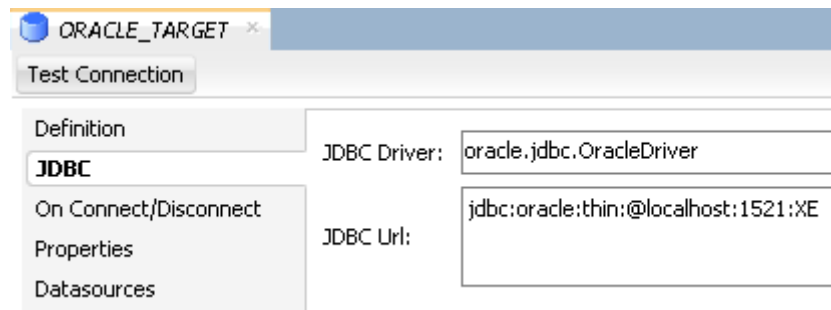 ORACLE_TARGET
Test Connection
Definition
JDBC
On Connect/Disconnect
Properties
Datasources
JDBC Driver: oracle.jdbc.OracleDriver
JDBC Url: jdbc:oracle:thin:@localhost:1521:XE